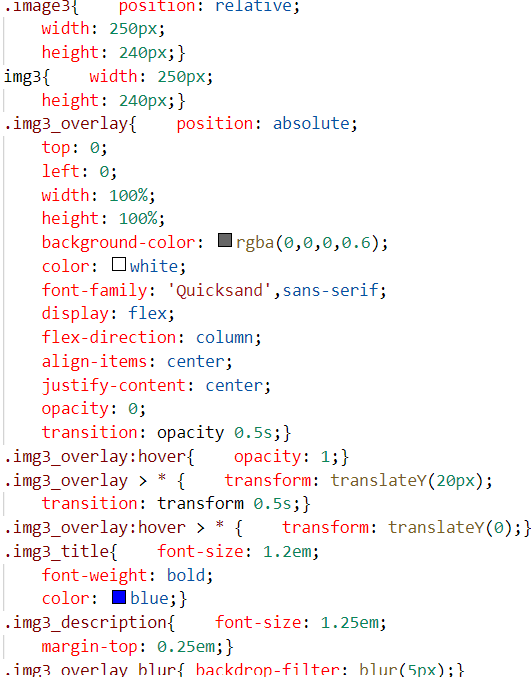 .image3{    position: relative;
    width: 250px;
    height: 240px;}
img3{    width: 250px;
    height: 240px;}
.img3_overlay{    position: absolute;
    top: 0;
    left: 0;
    width: 100%;
    height: 100%;
    background-color: rgba(0,0,0,0.6);
    color: white;
    font-family: 'Quicksand',sans-serif;
    display: flex;
    flex-direction: column;
    align-items: center;
    justify-content: center;
    opacity: 0;
    transition: opacity 0.5s;}
.img3_overlay:hover{    opacity: 1;}
.img3_overlay > * {    transform: translateY(20px);
    transition: transform 0.5s;}
.img3_overlay:hover > * {    transform: translateY(0);}
.img3_title{    font-size: 1.2em;
    font-weight: bold;
    color: blue;}
.img3_description{    font-size: 1.25em;
    margin-top: 0.25em;}
.img3_overlay_blur{ backdrop-filter: blur(5px);}